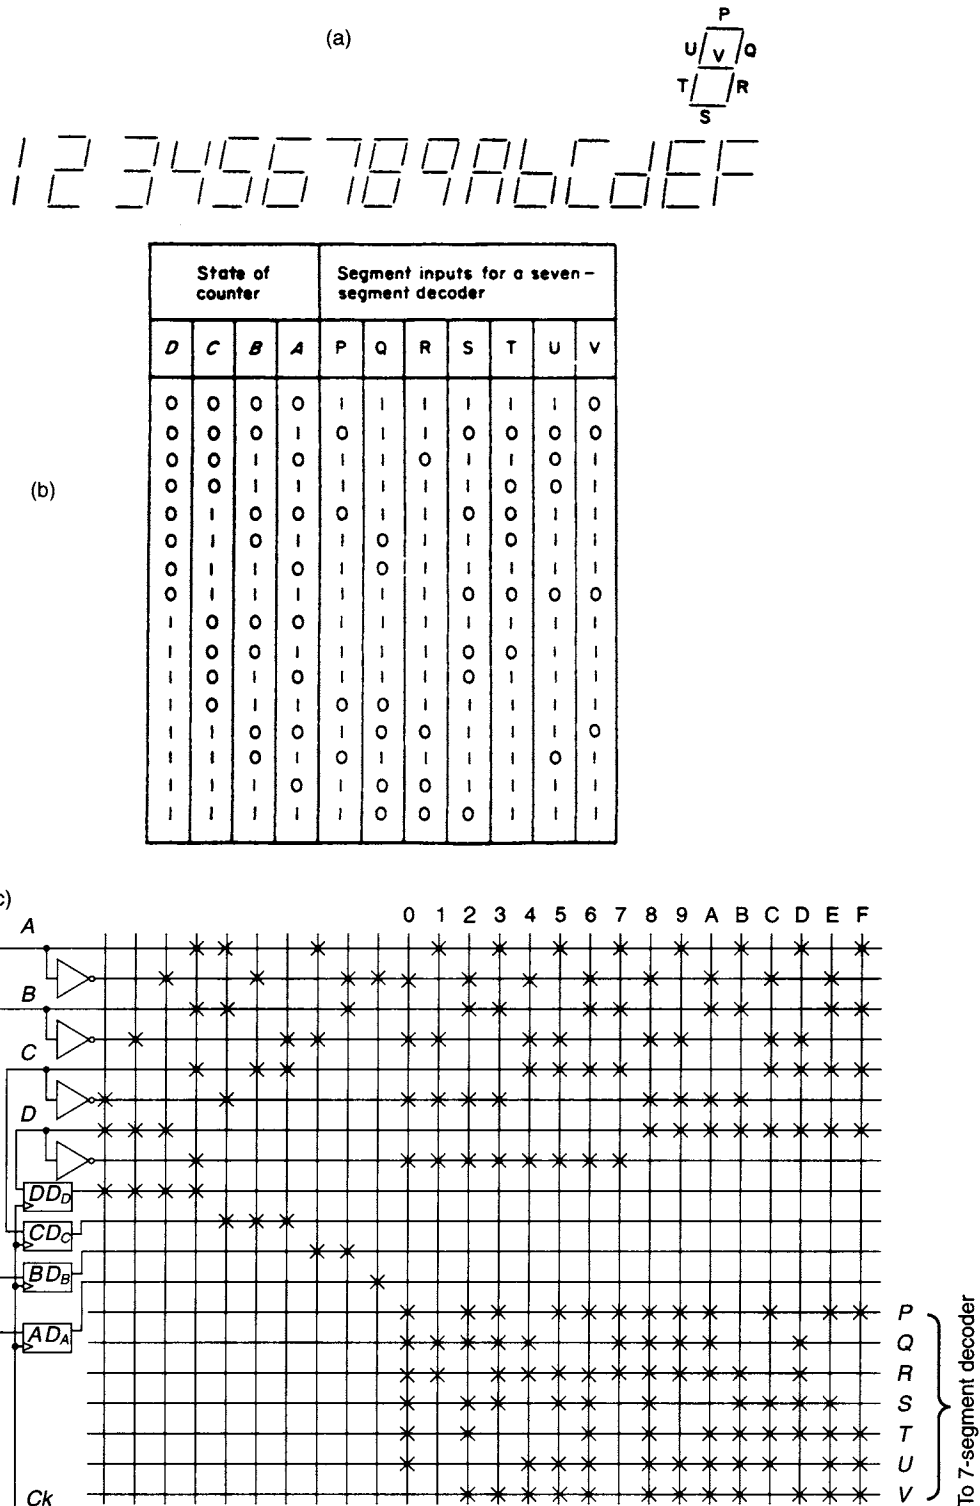 (a)
P
U V Q
T R
S
1 2 3 4 5 6 7 8 9 A b C d E F
State of counter
Segment inputs for a seven-segment decoder
D C B A P Q R S T U V
0 0 0 0 1 1 1 1 1 1 0
0 0 0 1 0 1 1 0 0 0 0
0 0 1 0 1 1 0 1 1 0 1
0 0 1 1 1 1 1 1 0 0 1
0 1 0 0 0 1 1 0 0 1 1
0 1 0 1 1 0 1 1 0 1 1
0 1 1 0 1 0 1 1 1 1 1
0 1 1 1 1 1 1 0 0 0 0
1 0 0 0 1 1 1 1 1 1 1
1 0 0 1 1 1 1 0 0 1 1
1 0 1 0 1 1 1 0 1 1 1
1 0 1 1 0 0 1 1 1 1 1
1 1 0 0 1 0 0 1 1 1 0
1 1 0 1 0 1 1 1 1 0 1
1 1 1 0 1 0 0 1 1 1 1
1 1 1 1 1 0 0 0 1 1 1
(b)
c)
0 1 2 3 4 5 6 7 8 9 A B C D E F
A
B
C
D
DD_D
CD_C
BD_B
AD_A
Ck
P
Q
R
S
T
U
V
To 7-segment decoder